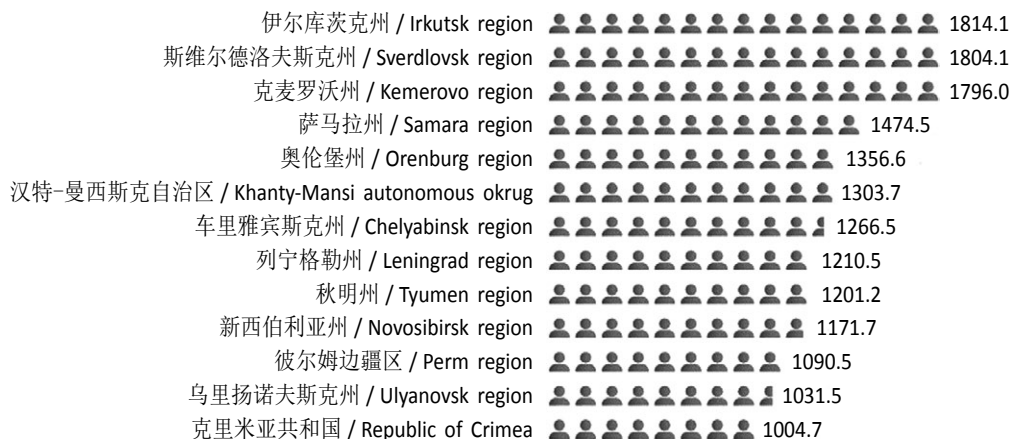 伊尔库茨克州 / Irkutsk region 1814.1
斯维尔德洛夫斯克州 / Sverdlovsk region 1804.1
克麦罗沃州 / Kemerovo region 1796.0
萨马拉州 / Samara region 1474.5
奥伦堡州 / Orenburg region 1356.6
汉特-曼西斯克自治区 / Khanty-Mansi autonomous okrug 1303.7
车里雅宾斯克州 / Chelyabinsk region 1266.5
列宁格勒州 / Leningrad region 1210.5
秋明州 / Tyumen region 1201.2
新西伯利亚州 / Novosibirsk region 1171.7
彼尔姆边疆区 / Perm region 1090.5
乌里扬诺夫斯克州 / Ulyanovsk region 1031.5
克里米亚共和国 / Republic of Crimea 1004.7